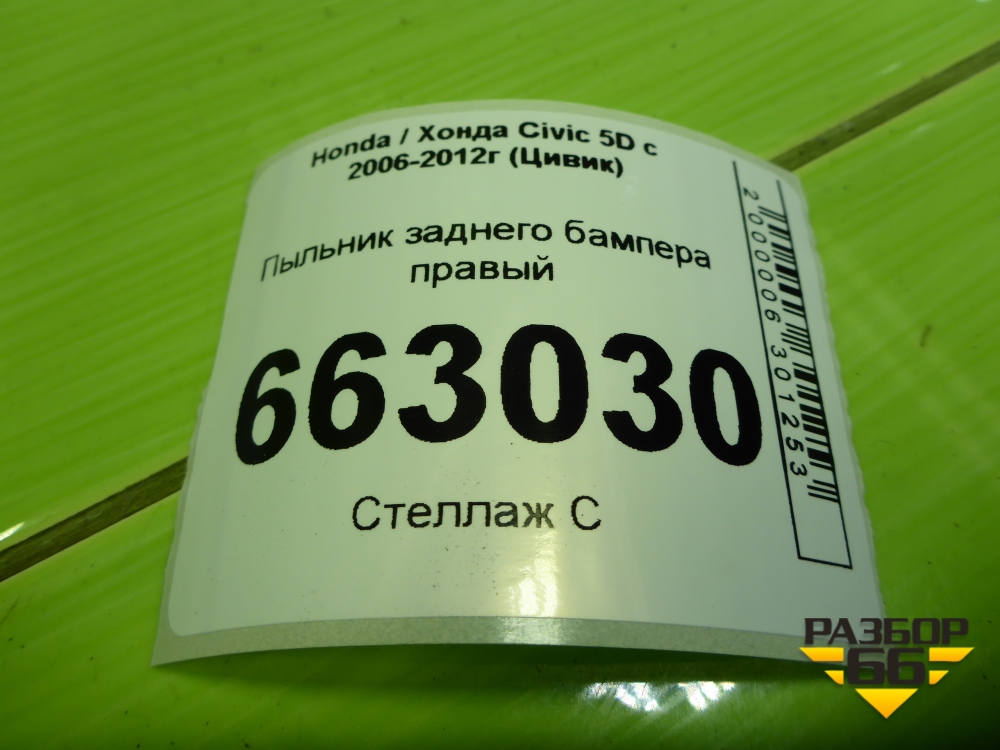 Honda / Хонда Civic 5D с
2006-2012г (Цивик)
Пыльник заднего бампера
правый
663030
Стеллаж С
2000006301253
РАЗБОР
66